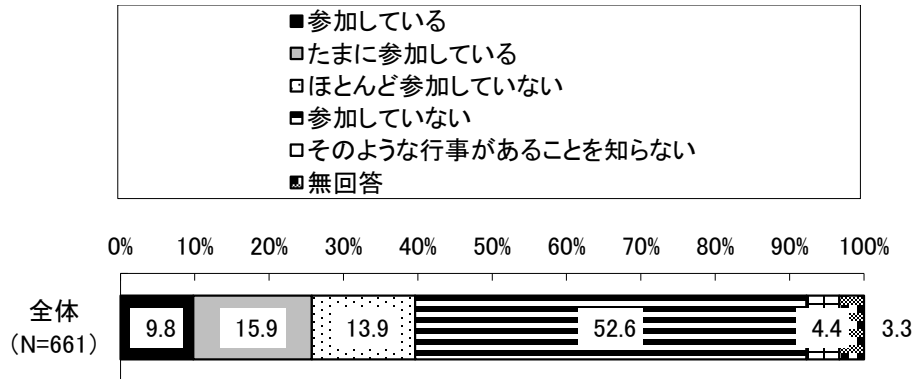 ■参加している
□たまに参加している
□ほとんど参加していない
□参加していない
□そのような行事があることを知らない
■無回答
0% 10% 20% 30% 40% 50% 60% 70% 80% 90% 100%
全体
(N=661)
9.8 15.9 13.9 52.6 4.4 3.3